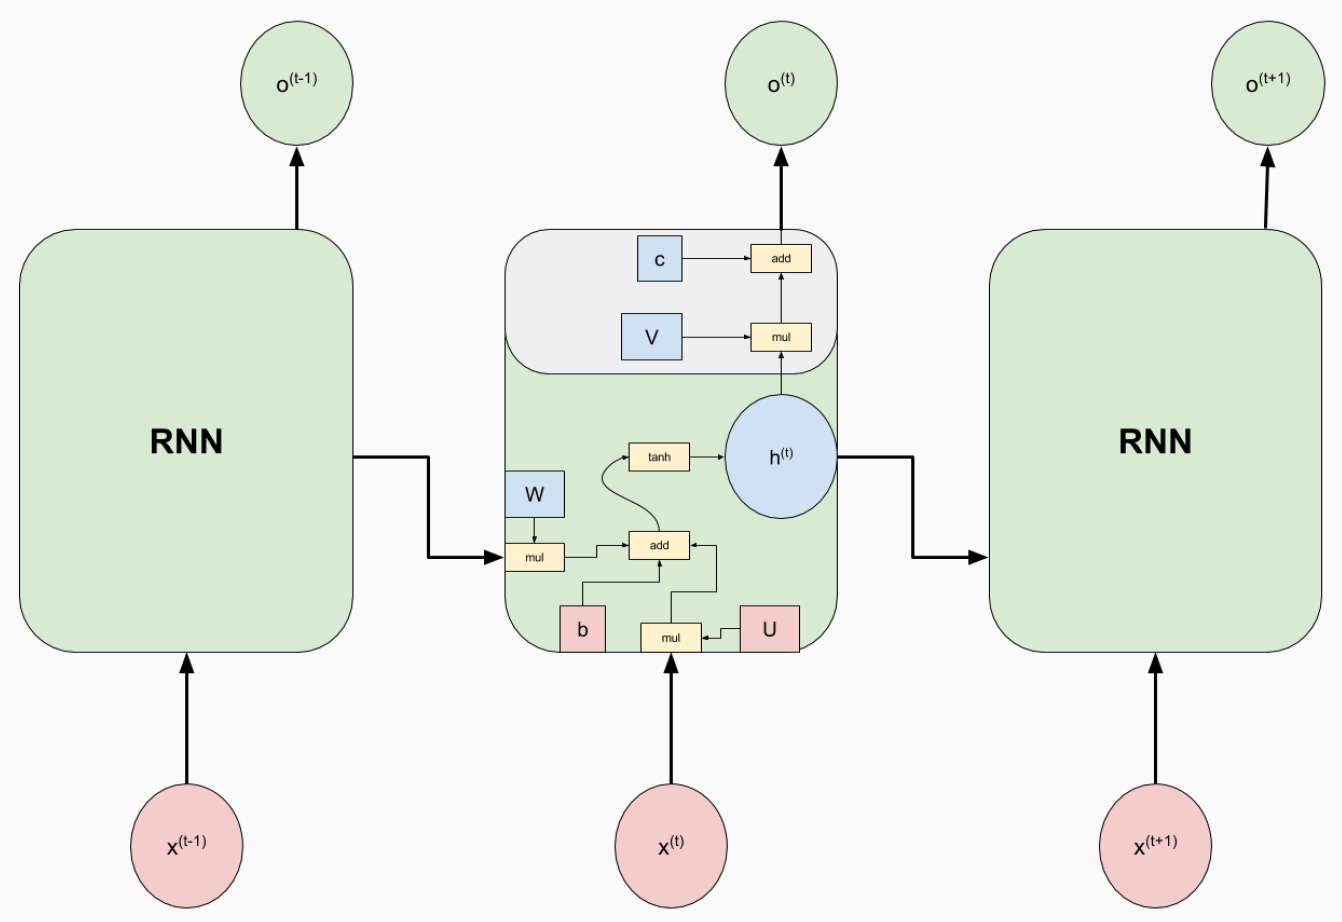 o(t-1)
o(t)
o(t+1)
c
add
V
mul
RNN
tanh
h(t)
RNN
W
mul
add
b
mul
U
x(t-1)
x(t)
x(t+1)